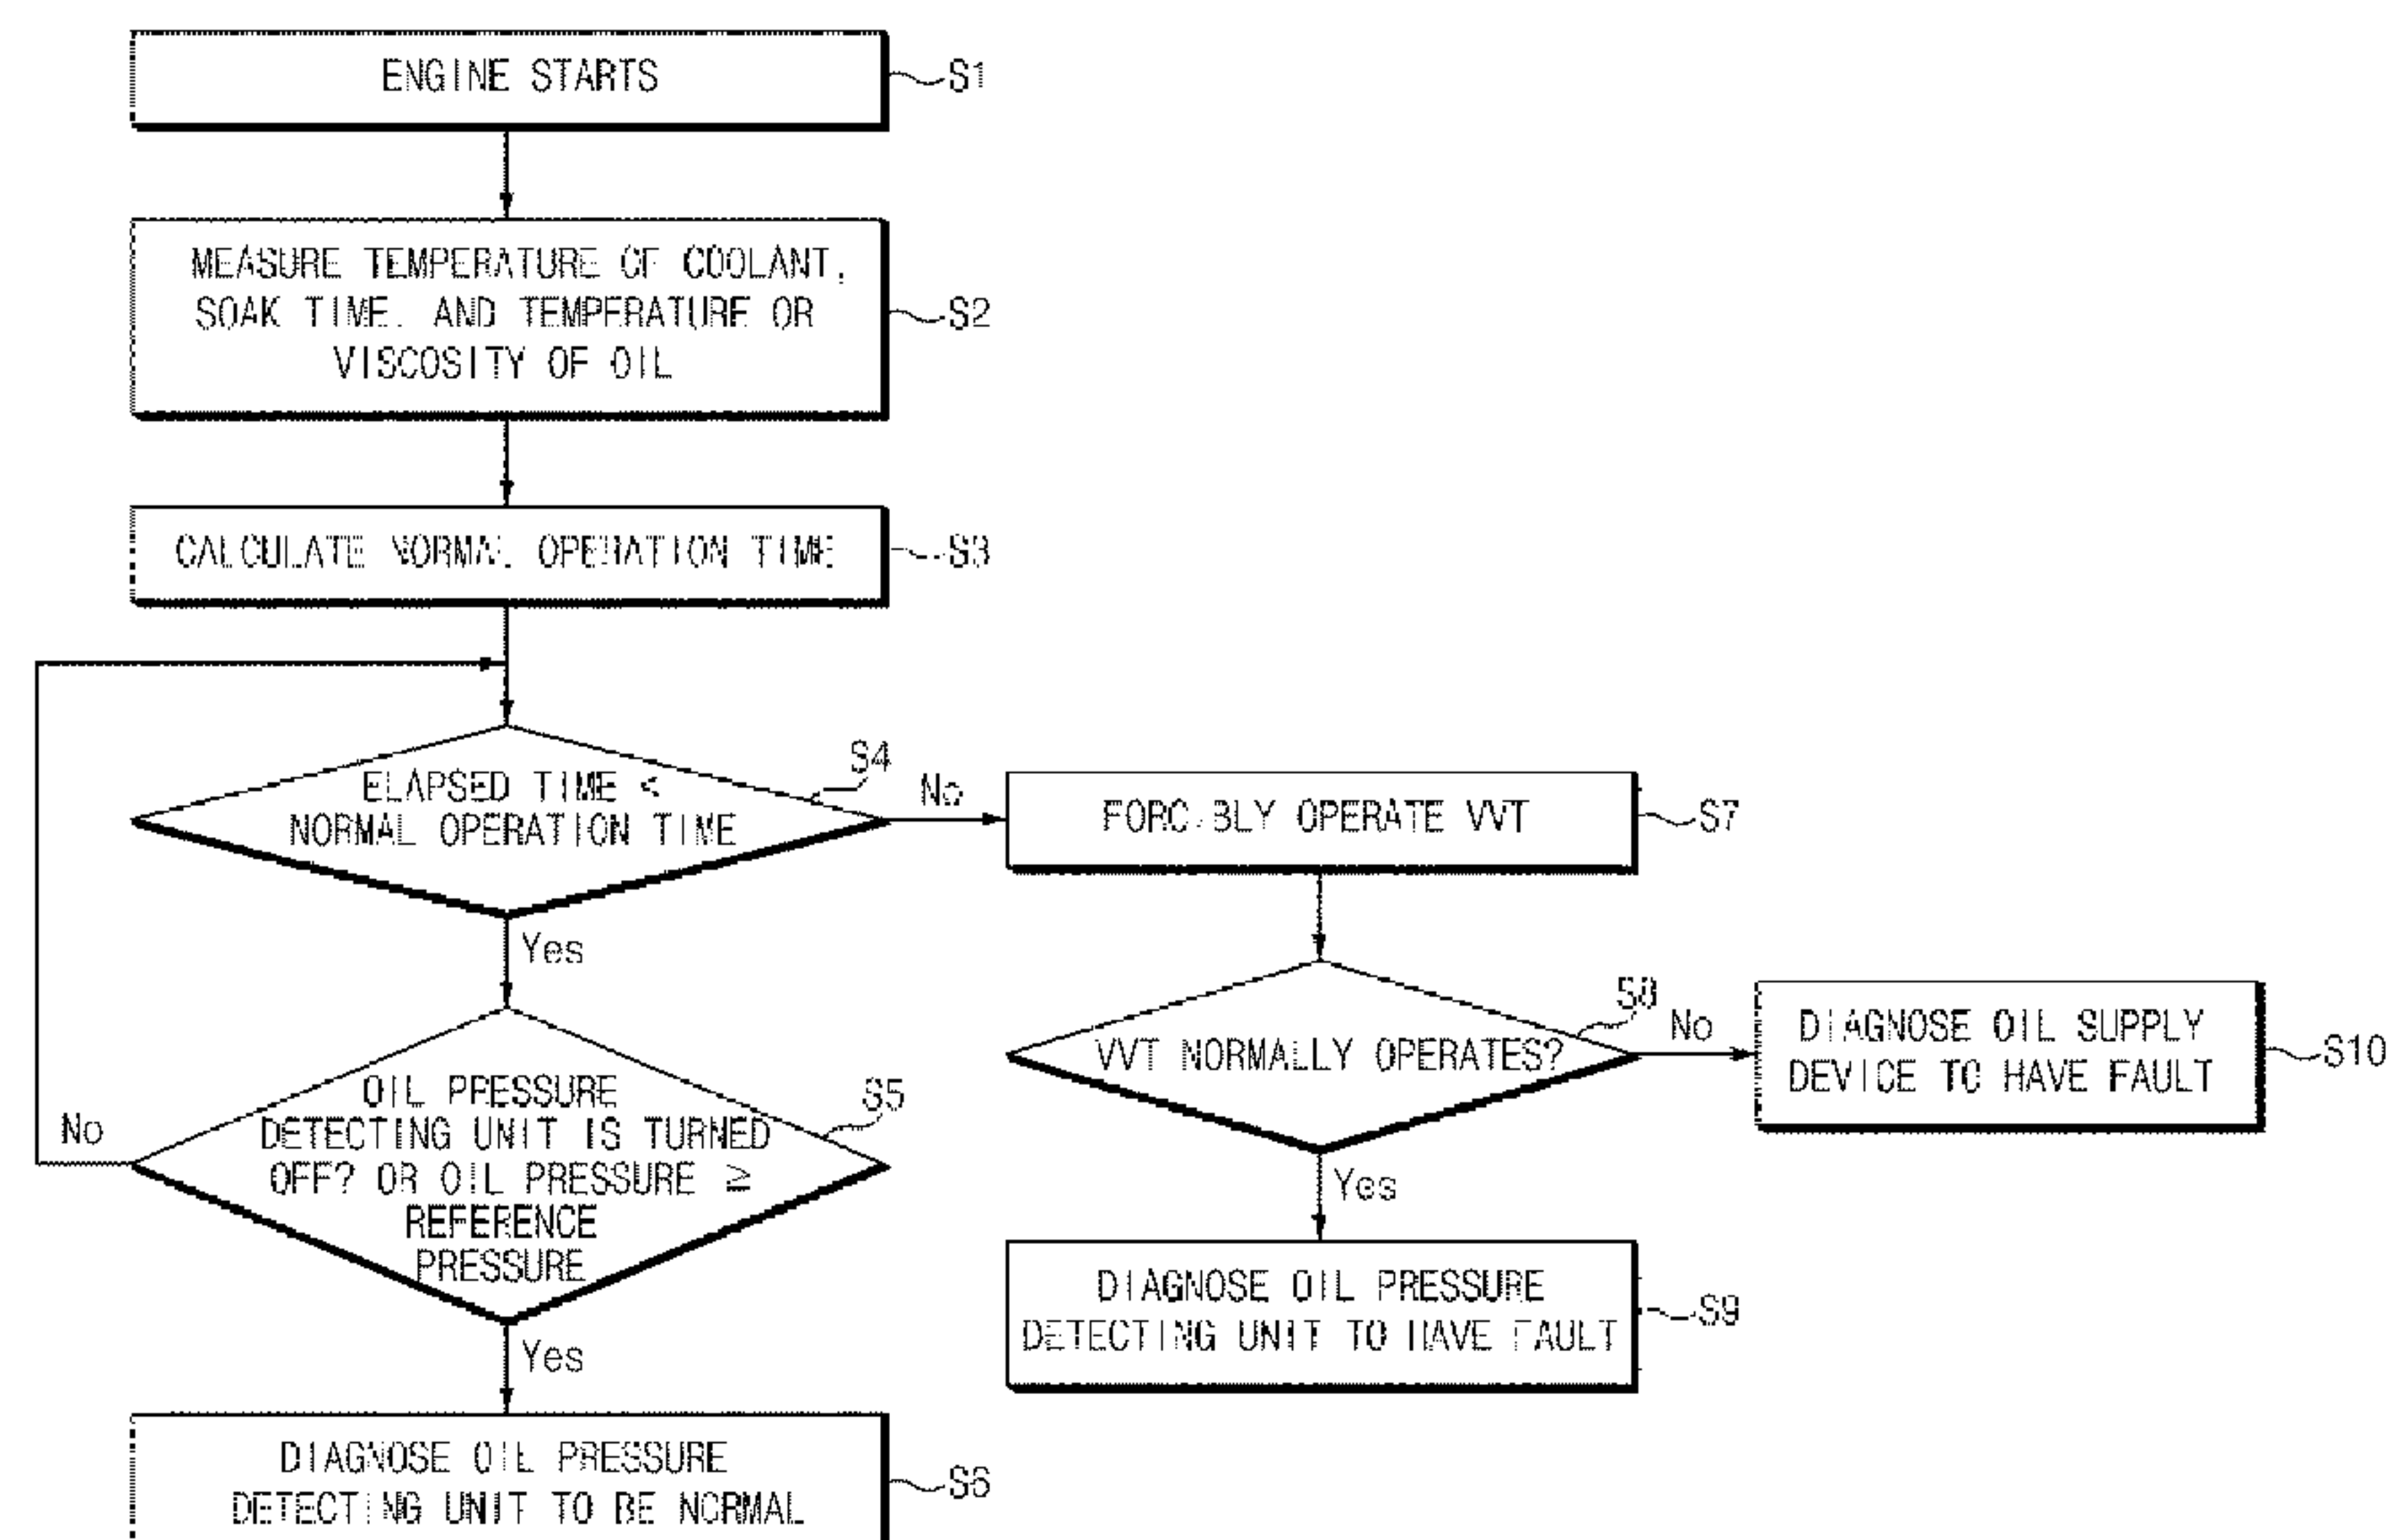 ENGINE STARTS
S1
MEASURE TEMPERATURE OF COOLANT,
SOAK TIME, AND TEMPERATURE OR
VISCOSITY OF OIL
S2
CALCULATE NORMAL OPERATION TIME
S3
ELAPSED TIME <
NORMAL OPERATION TIME
S4
No
Yes
OIL PRESSURE
DETECTING UNIT IS TURNED
OFF? OR OIL PRESSURE ≥
REFERENCE
PRESSURE
S5
No
Yes
DIAGNOSE OIL PRESSURE
DETECTING UNIT TO BE NORMAL
S6
FORCIBLY OPERATE VVT
S7
VVT NORMALLY OPERATES?
S8
No
Yes
DIAGNOSE OIL PRESSURE
DETECTING UNIT TO HAVE FAULT
S9
DIAGNOSE OIL SUPPLY
DEVICE TO HAVE FAULT
S10